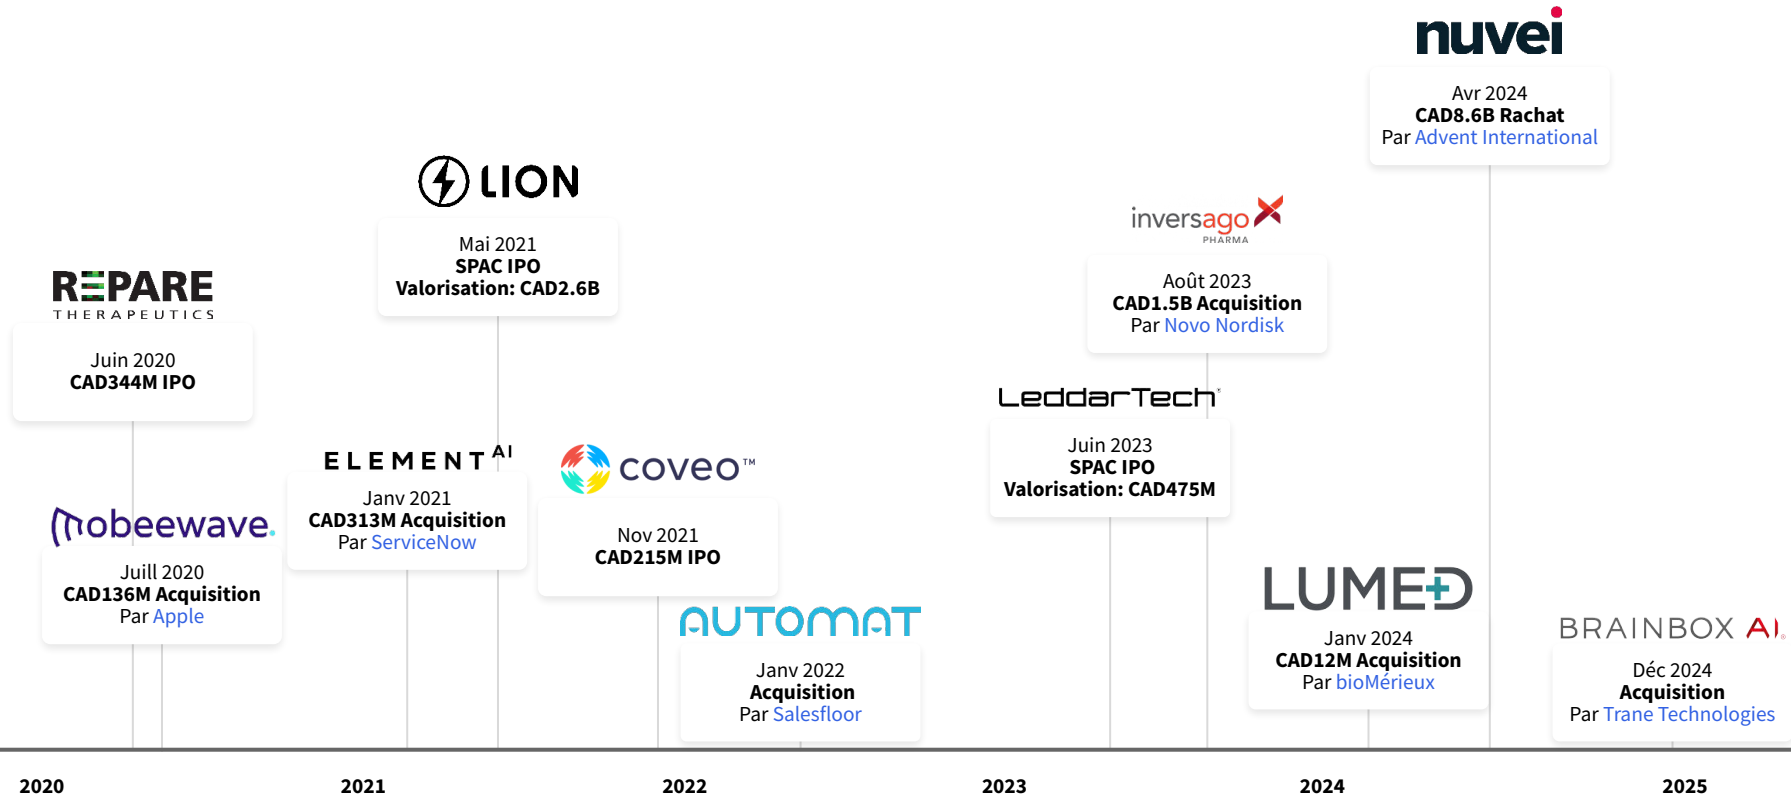 nuvei
Avr 2024
CAD8.6B Rachat
Par Advent International
LION
Mai 2021
SPAC IPO
Valorisation: CAD2.6B
inversago
PHARMA
Août 2023
CAD1.5B Acquisition
Par Novo Nordisk
REPARE
THERAPEUTICS
Juin 2020
CAD344M IPO
LeddarTech®
Juin 2023
SPAC IPO
Valorisation: CAD475M
ELEMENT AI
Janv 2021
CAD313M Acquisition
Par ServiceNow
coveo™
Nov 2021
CAD215M IPO
mobeewave.
Juill 2020
CAD136M Acquisition
Par Apple
AUTOMAT
Janv 2022
Acquisition
Par Salesfloor
LUMED
Janv 2024
CAD12M Acquisition
Par bioMérieux
BRAINBOX AI®
Déc 2024
Acquisition
Par Trane Technologies
2020
2021
2022
2023
2024
2025